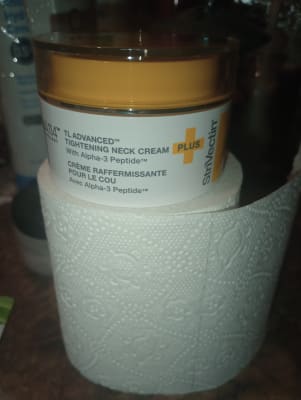 TL ADVANCED™
TIGHTENING NECK CREAM
PLUS
With Alpha-3 Peptide™
CRÈME RAFFERMISSANTE
POUR LE COU
Avec Alpha-3 Peptide™
StriVectin